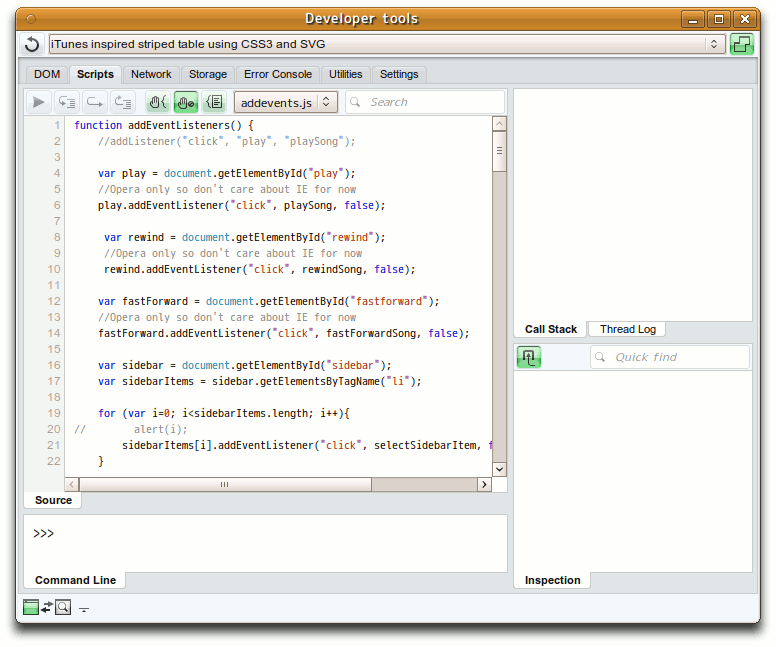 Developer tools
iTunes inspired striped table using CSS3 and SVG
DOM Scripts Network Storage Error Console Utilities Settings
addevents.js Search
1 function addEventListeners() {
2 //addListener("click", "play", "playSong");
3
4 var play = document.getElementById("play");
5 //Opera only so don't care about IE for now
6 play.addEventListener("click", playSong, false);
7
8 var rewind = document.getElementById("rewind");
9 //Opera only so don't care about IE for now
10 rewind.addEventListener("click", rewindSong, false);
11
12 var fastForward = document.getElementById("fastforward");
13 //Opera only so don't care about IE for now
14 fastForward.addEventListener("click", fastForwardSong, false);
15
16 var sidebar = document.getElementById("sidebar");
17 var sidebarItems = sidebar.getElementsByTagName("li");
18
19 for (var i=0; i<sidebarItems.length; i++){
20 // alert(i);
21 sidebarItems[i].addEventListener("click", selectSidebarItem, f
22 }
Source
>>>
Command Line
Call Stack Thread Log
Quick find
Inspection